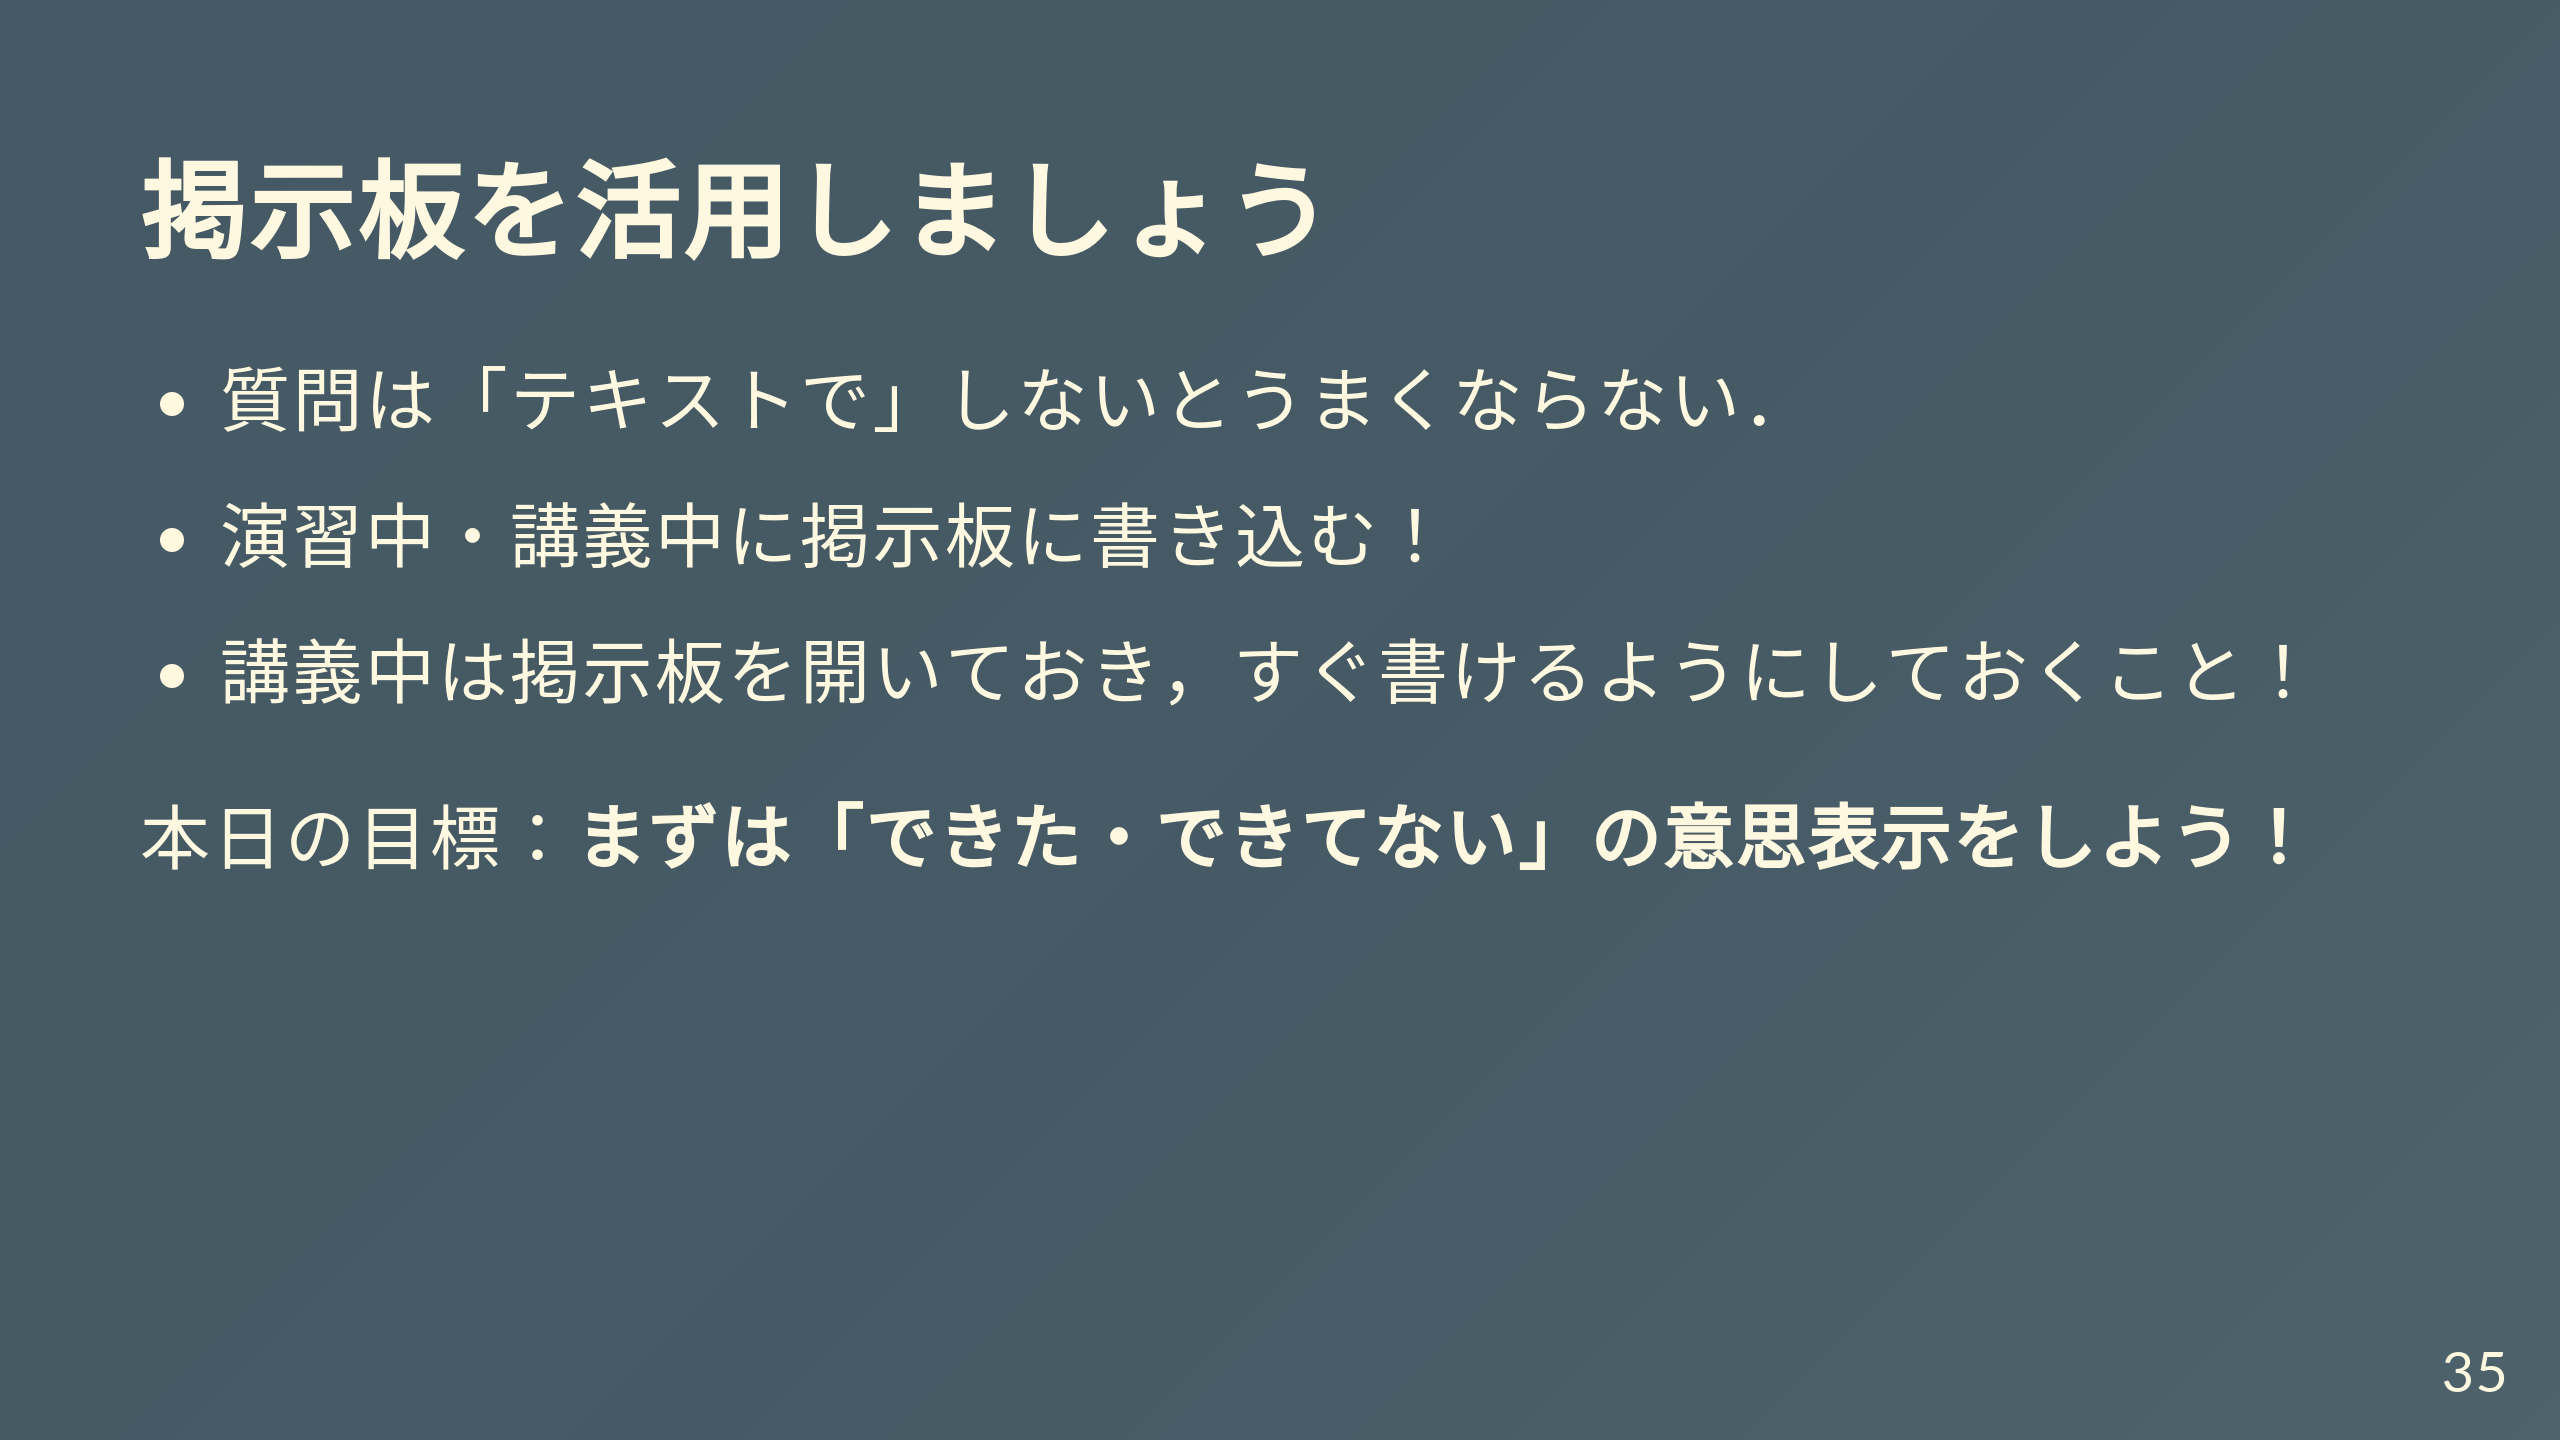 掲示板を活用しましょう
• 質問は「テキストで」しないとうまくならない．
• 演習中・講義中に掲示板に書き込む！
• 講義中は掲示板を開いておき，すぐ書けるようにしておくこと！
本日の目標：まずは「できた・できてない」の意思表示をしよう！
35